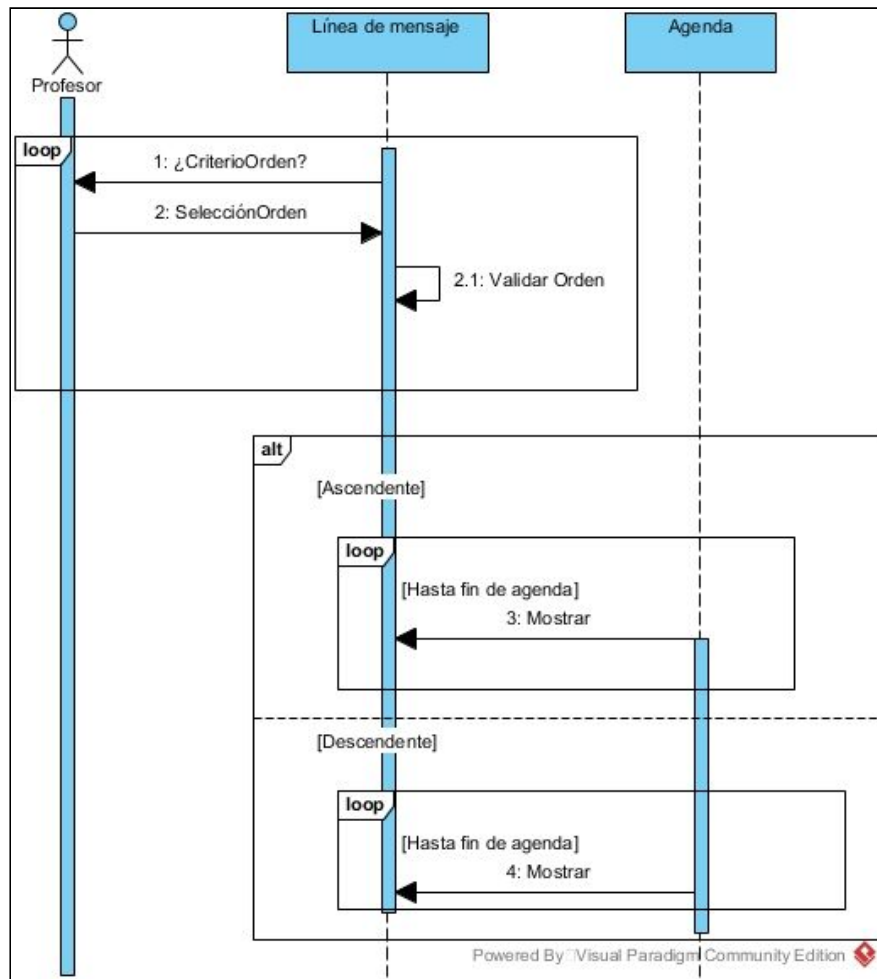 Línea de mensaje
Agenda
Profesor
loop
1: ¿CriterioOrden?
2: SelecciónOrden
2.1: Validar Orden
alt
[Ascendente]
loop
[Hasta fin de agenda]
3: Mostrar
[Descendente]
loop
[Hasta fin de agenda]
4: Mostrar
Powered By Visual Paradigm Community Edition